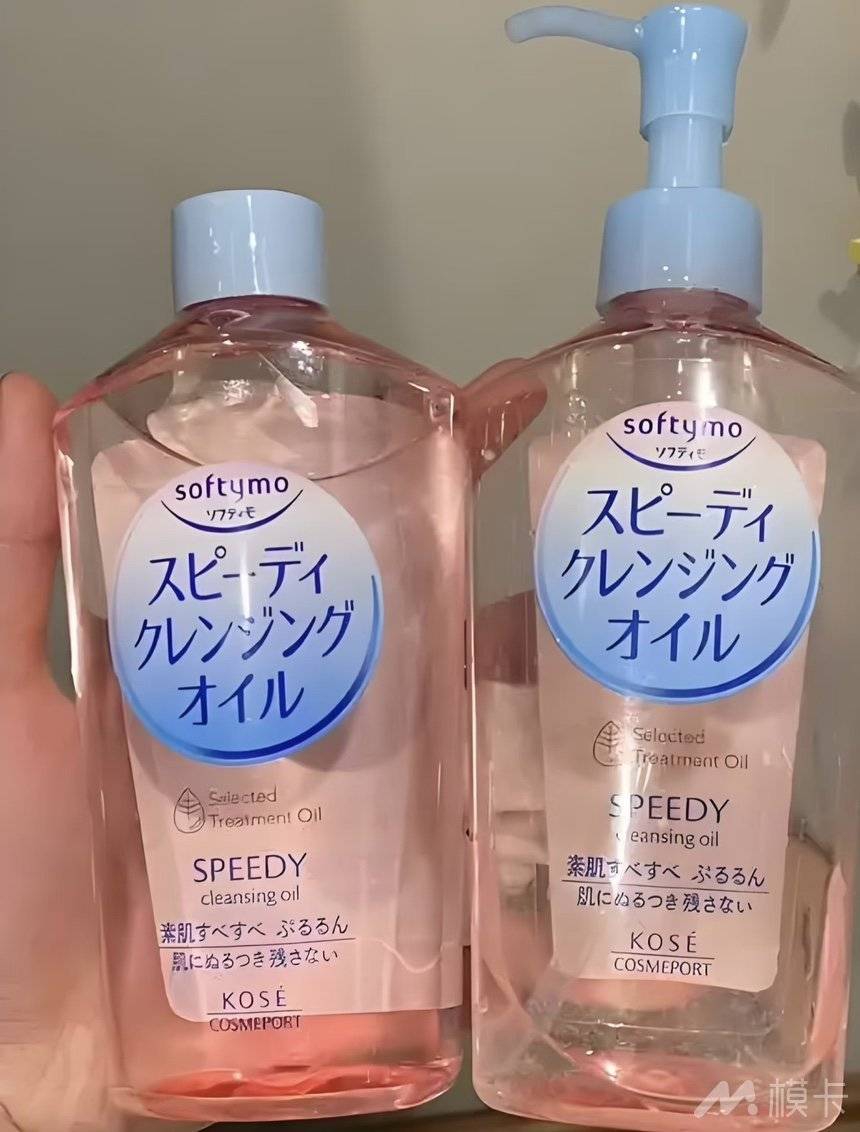 softymo
ソフティモ
スピーディ
クレンジング
オイル
Selected
Treatment Oil
SPEEDY
cleansing oil
素肌すべすべ ぷるるん
肌にぬるつき残さない
KOSÉ
COSMEPORT
softymo
ソフティモ
スピーディ
クレンジング
オイル
Selected
Treatment Oil
SPEEDY
cleansing oil
素肌すべすべ ぷるるん
肌にぬるつき残さない
KOSÉ
COSMEPORT
模卡